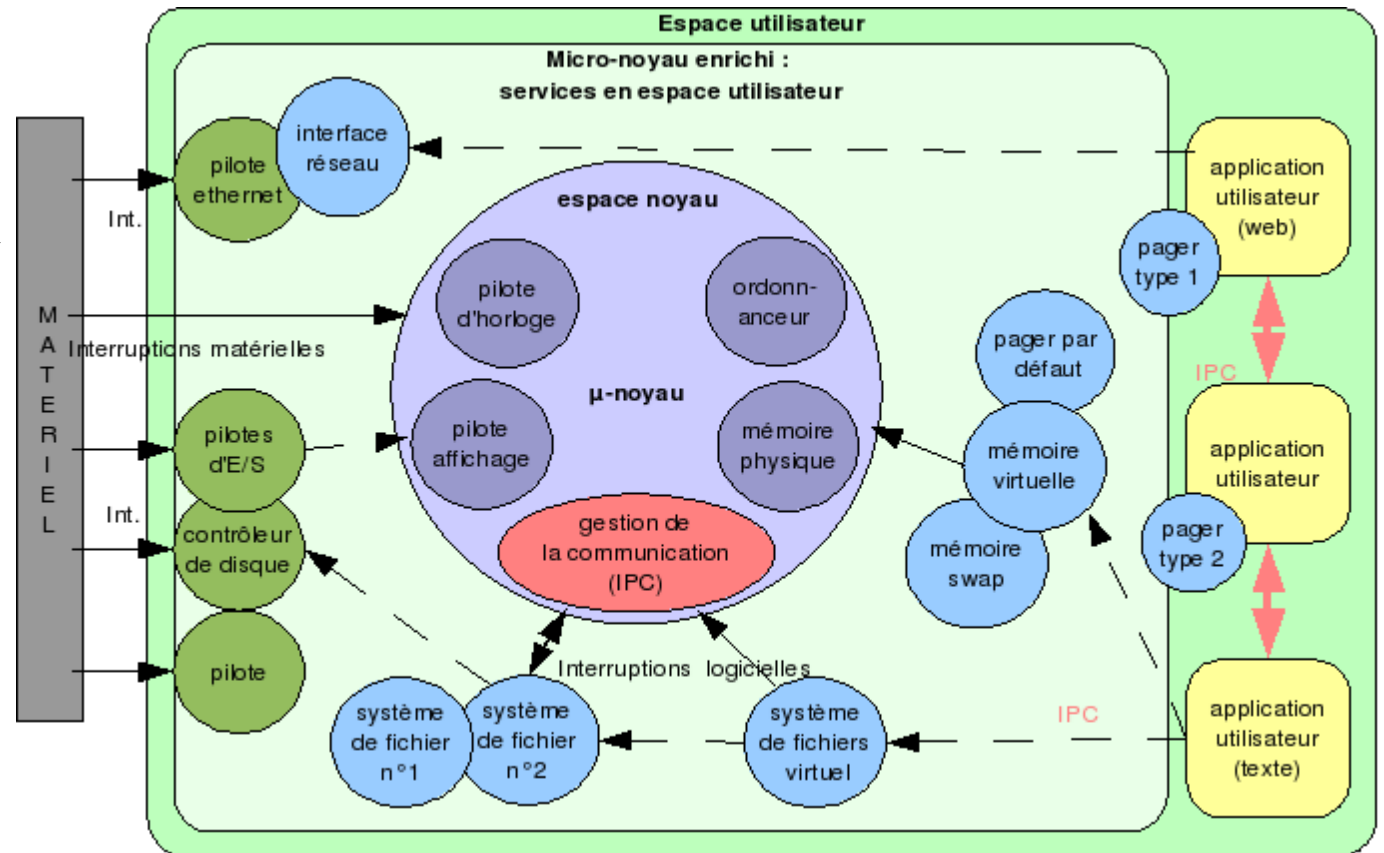 Espace utilisateur
Micro-noyau enrichi :
services en espace utilisateur
interface
réseau
pilote
ethernet
Int.
application
utilisateur
(web)
pager
type 1
espace noyau
pilote
d'horloge
ordonn-
anceur
MATERIEL
Interruptions matérielles
pager par
défaut
IPC
µ-noyau
pilotes
d'E/S
pilote
affichage
mémoire
physique
mémoire
virtuelle
application
utilisateur
Int.
contrôleur
de disque
gestion de
la communication
(IPC)
mémoire
swap
pager
type 2
pilote
Interruptions logicielles
système
de fichier
n°1
système
de fichier
n°2
système
de fichiers
virtuel
IPC
application
utilisateur
(texte)